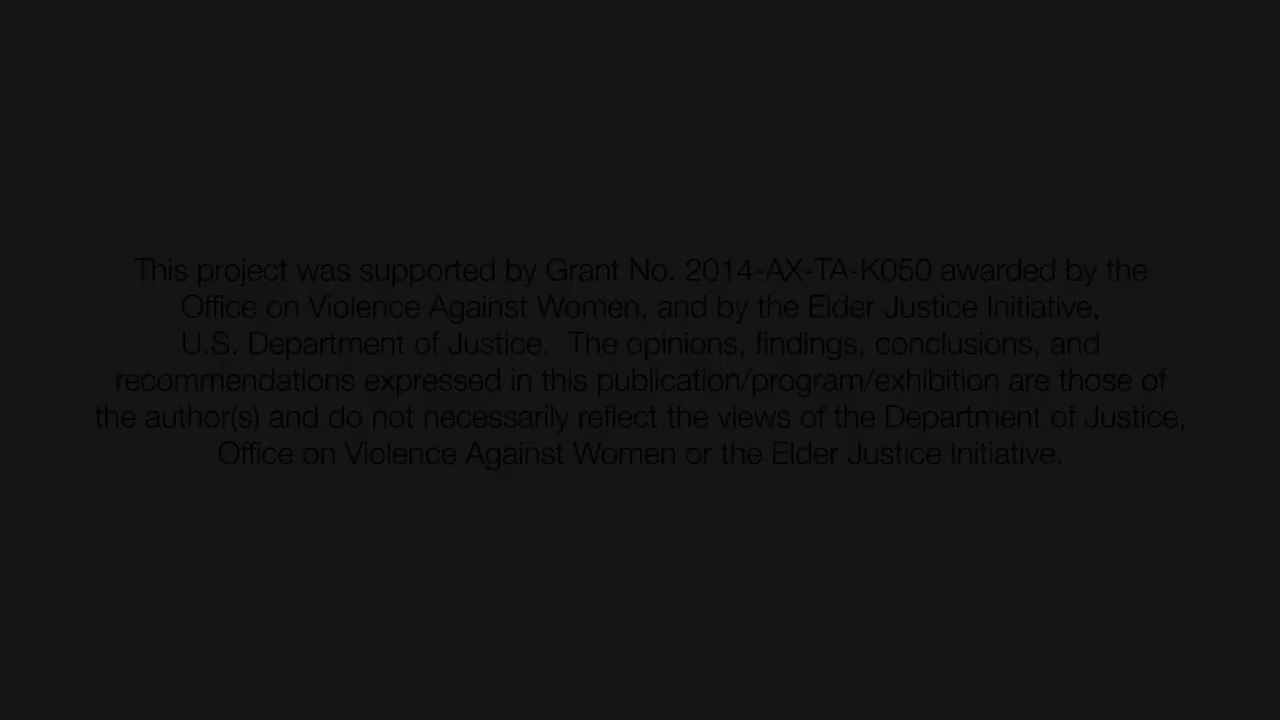 This project was supported by Grant No. 2014-AX-TA-K050 awarded by the
Office on Violence Against Women, and by the Elder Justice Initiative,
U.S. Department of Justice.  The opinions, findings, conclusions, and
recommendations expressed in this publication/program/exhibition are those of
the author(s) and do not necessarily reflect the views of the Department of Justice,
Office on Violence Against Women or the Elder Justice Initiative.